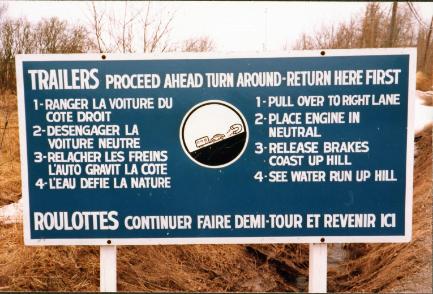 TRAILERS PROCEED AHEAD TURN AROUND-RETURN HERE FIRST
1-RANGER LA VOITURE DU
COTE DROIT
2-DESENGAGER LA
VOITURE NEUTRE
3-RELACHER LES FREINS
L'AUTO GRAVIT LA COTE
4-L'EAU DEFIE LA NATURE
1-PULL OVER TO RIGHT LANE
2-PLACE ENGINE IN
NEUTRAL
3-RELEASE BRAKES
COAST UP HILL
4-SEE WATER RUN UP HILL
ROULOTTES CONTINUER FAIRE DEMI-TOUR ET REVENIR ICI